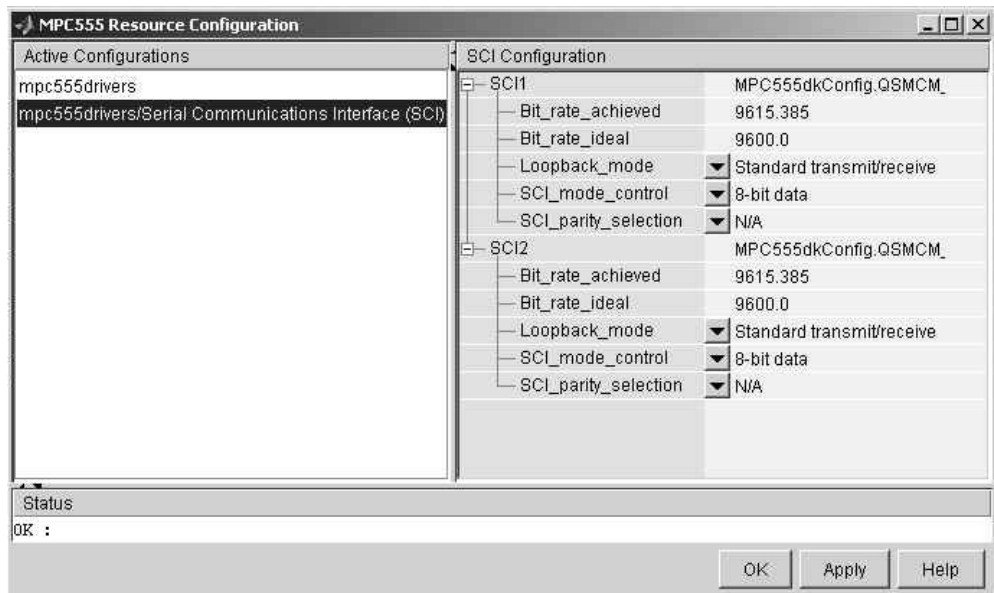 MPC555 Resource Configuration
Active Configurations
mpc555drivers
mpc555drivers/Serial Communications Interface (SCI)
SCI Configuration
SCI1 MPC555dkConfig.QSMCM_
Bit_rate_achieved 9615.385
Bit_rate_ideal 9600.0
Loopback_mode Standard transmit/receive
SCI_mode_control 8-bit data
SCI_parity_selection N/A
SCI2 MPC555dkConfig.QSMCM_
Bit_rate_achieved 9615.385
Bit_rate_ideal 9600.0
Loopback_mode Standard transmit/receive
SCI_mode_control 8-bit data
SCI_parity_selection N/A
Status
OK :
OK Apply Help